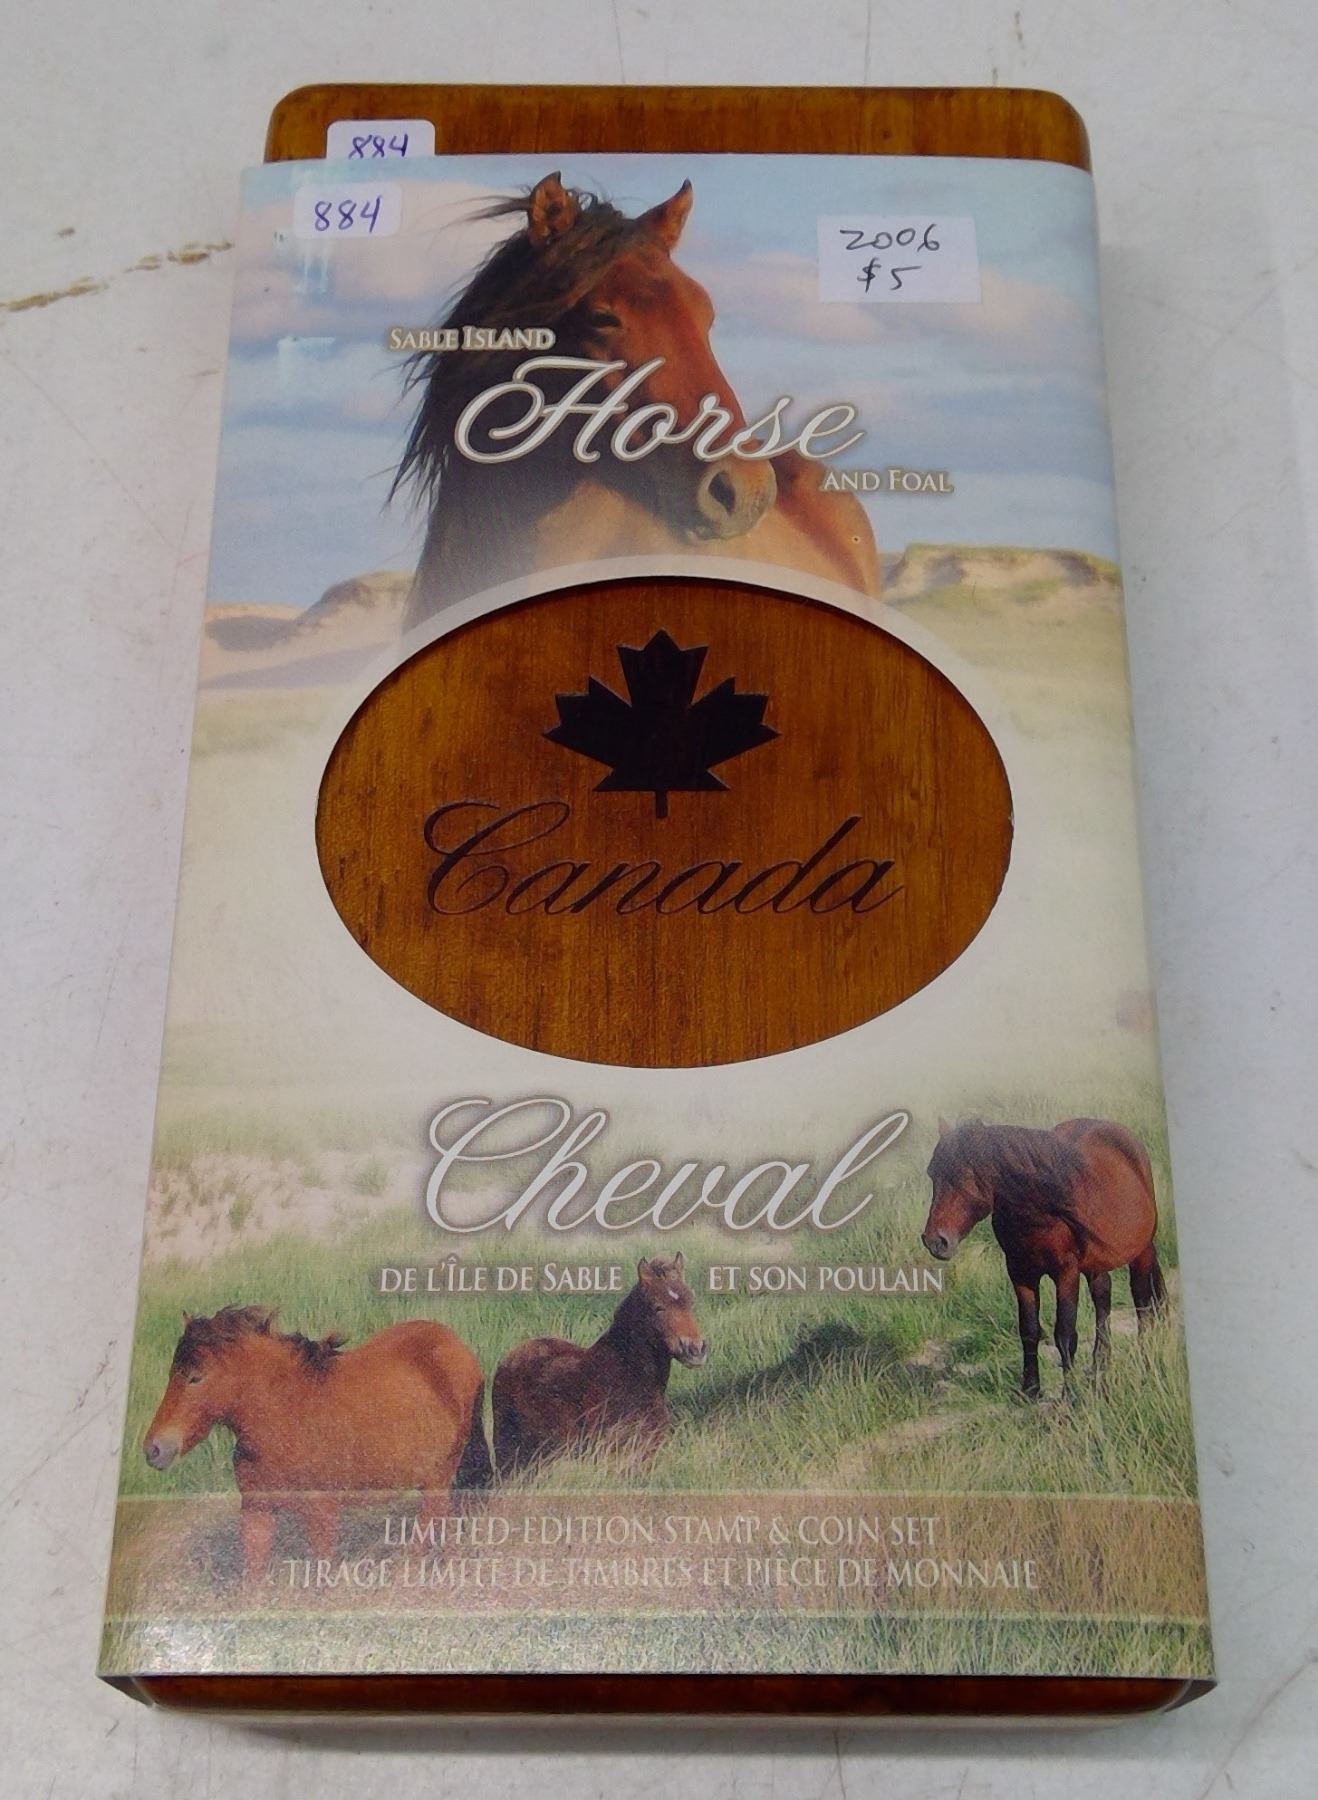 884
884
2006
$5
SABLE ISLAND
Horse
AND FOAL
Canada
Cheval
DE L'ÎLE DE SABLE ET SON POULAIN
LIMITED-EDITION STAMP & COIN SET
TIRAGE LIMITÉ DE TIMBRES ET PIÈCE DE MONNAIE